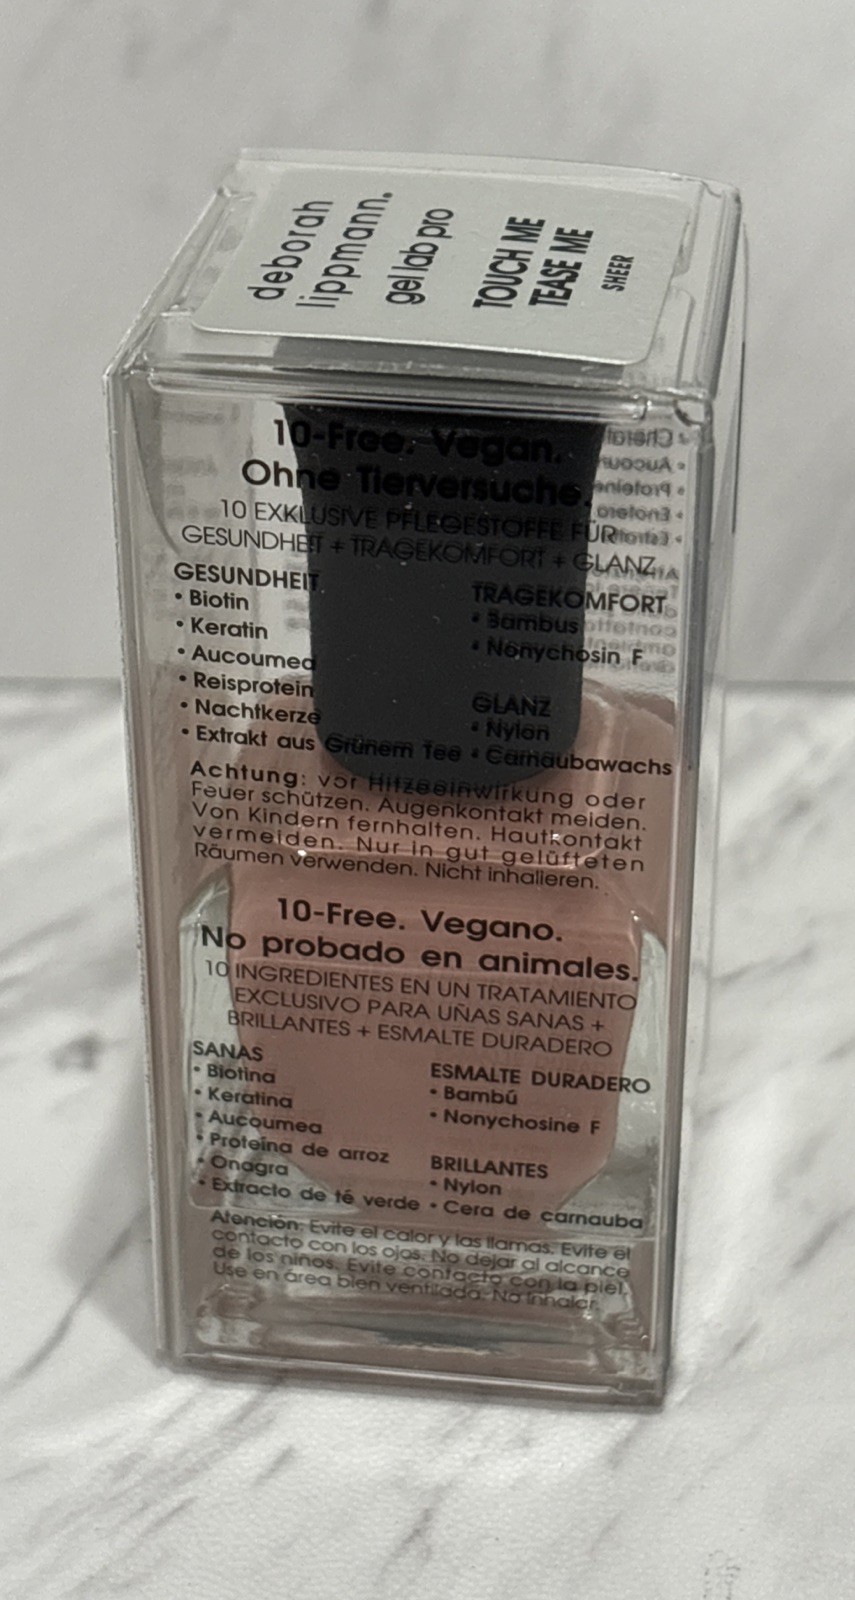 deborah
lippmann.
gel lab pro
TOUCH ME
TEASE ME
SHEER
10-Free. Vegan.
Ohne Tierversuche.
10 EXKLUSIVE PFLEGESTOFFE FÜR
GESUNDHEIT + TRAGEKOMFORT + GLANZ
GESUNDHEIT
• Biotin
• Keratin
• Aucoumea
• Reisprotein
• Nachtkerze
• Extrakt aus Grünem Tee
TRAGEKOMFORT
• Bambus
• Nonychosin F
GLANZ
• Nylon
• Carnaubawachs
Achtung: vor Hitzeeinwirkung oder
Feuer schützen. Augenkontakt meiden.
Von Kindern fernhalten. Hautkontakt
vermeiden. Nur in gut gelüfteten
Räumen verwenden. Nicht inhalieren.
10-Free. Vegano.
No probado en animales.
10 INGREDIENTES EN UN TRATAMIENTO
EXCLUSIVO PARA UÑAS SANAS +
BRILLANTES + ESMALTE DURADERO
SANAS
• Biotina
• Keratina
• Aucoumea
• Proteína de arroz
• Onagra
• Extracto de té verde
ESMALTE DURADERO
• Bambú
• Nonychosine F
BRILLANTES
• Nylon
• Cera de carnauba
Atención: Evite el calor y las llamas. Evite el
contacto con los ojos. No dejar al alcance
de los niños. Evite contacto con la piel.
Use en área bien ventilada. No inhalar.